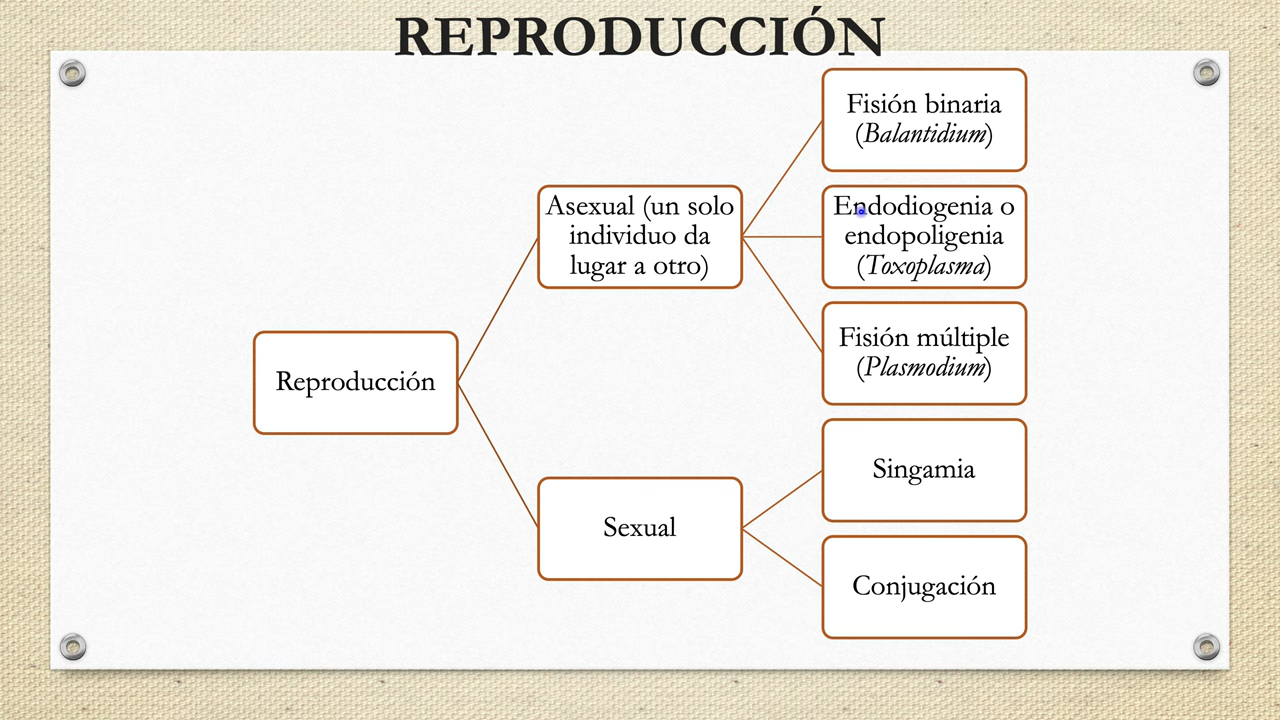 REPRODUCCIÓN
Reproducción
Asexual (un solo
individuo da
lugar a otro)
Fisión binaria
(Balantidium)
Endodiogenia o
endopoligenia
(Toxoplasma)
Fisión múltiple
(Plasmodium)
Sexual
Singamia
Conjugación